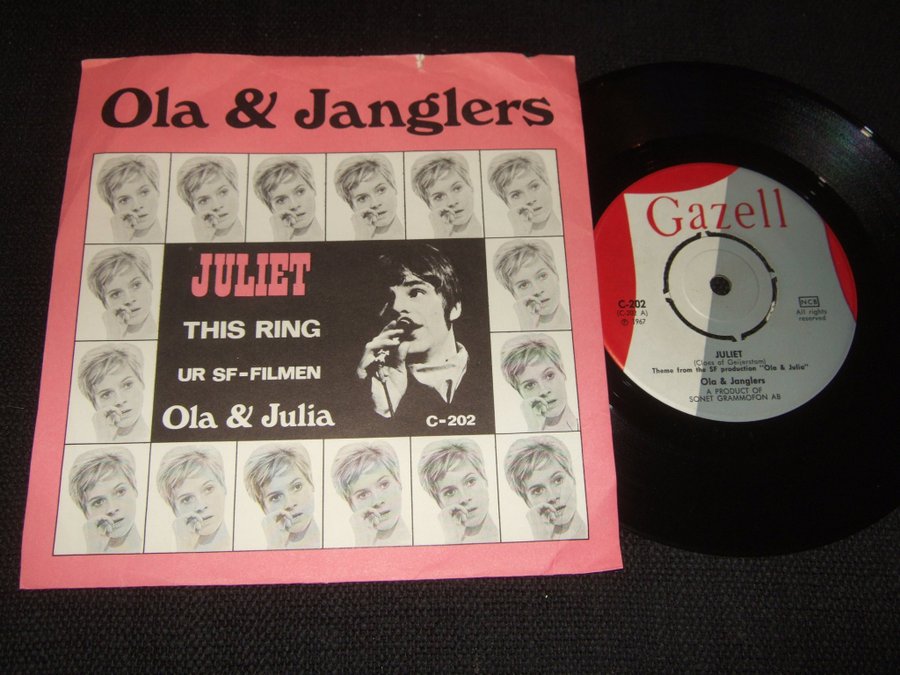 Ola & Janglers
JULIET
THIS RING
UR SF-FILMEN
Ola & Julia
C-202
Gazell
C-202
(C-202 A)
℗ 1967
NCB
All rights
reserved
JULIET
(Claes af Geijerstam)
Theme from the SF production "Ola & Julia"
Ola & Janglers
A PRODUCT OF
SONET GRAMMOFON AB